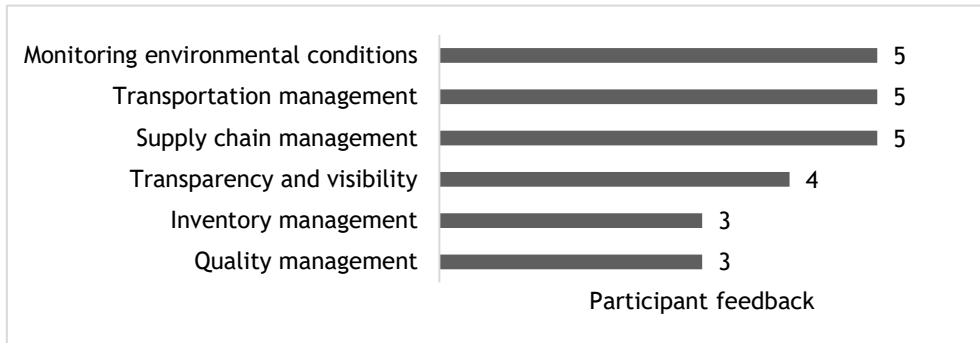 Monitoring environmental conditions 5
Transportation management 5
Supply chain management 5
Transparency and visibility 4
Inventory management 3
Quality management 3
Participant feedback